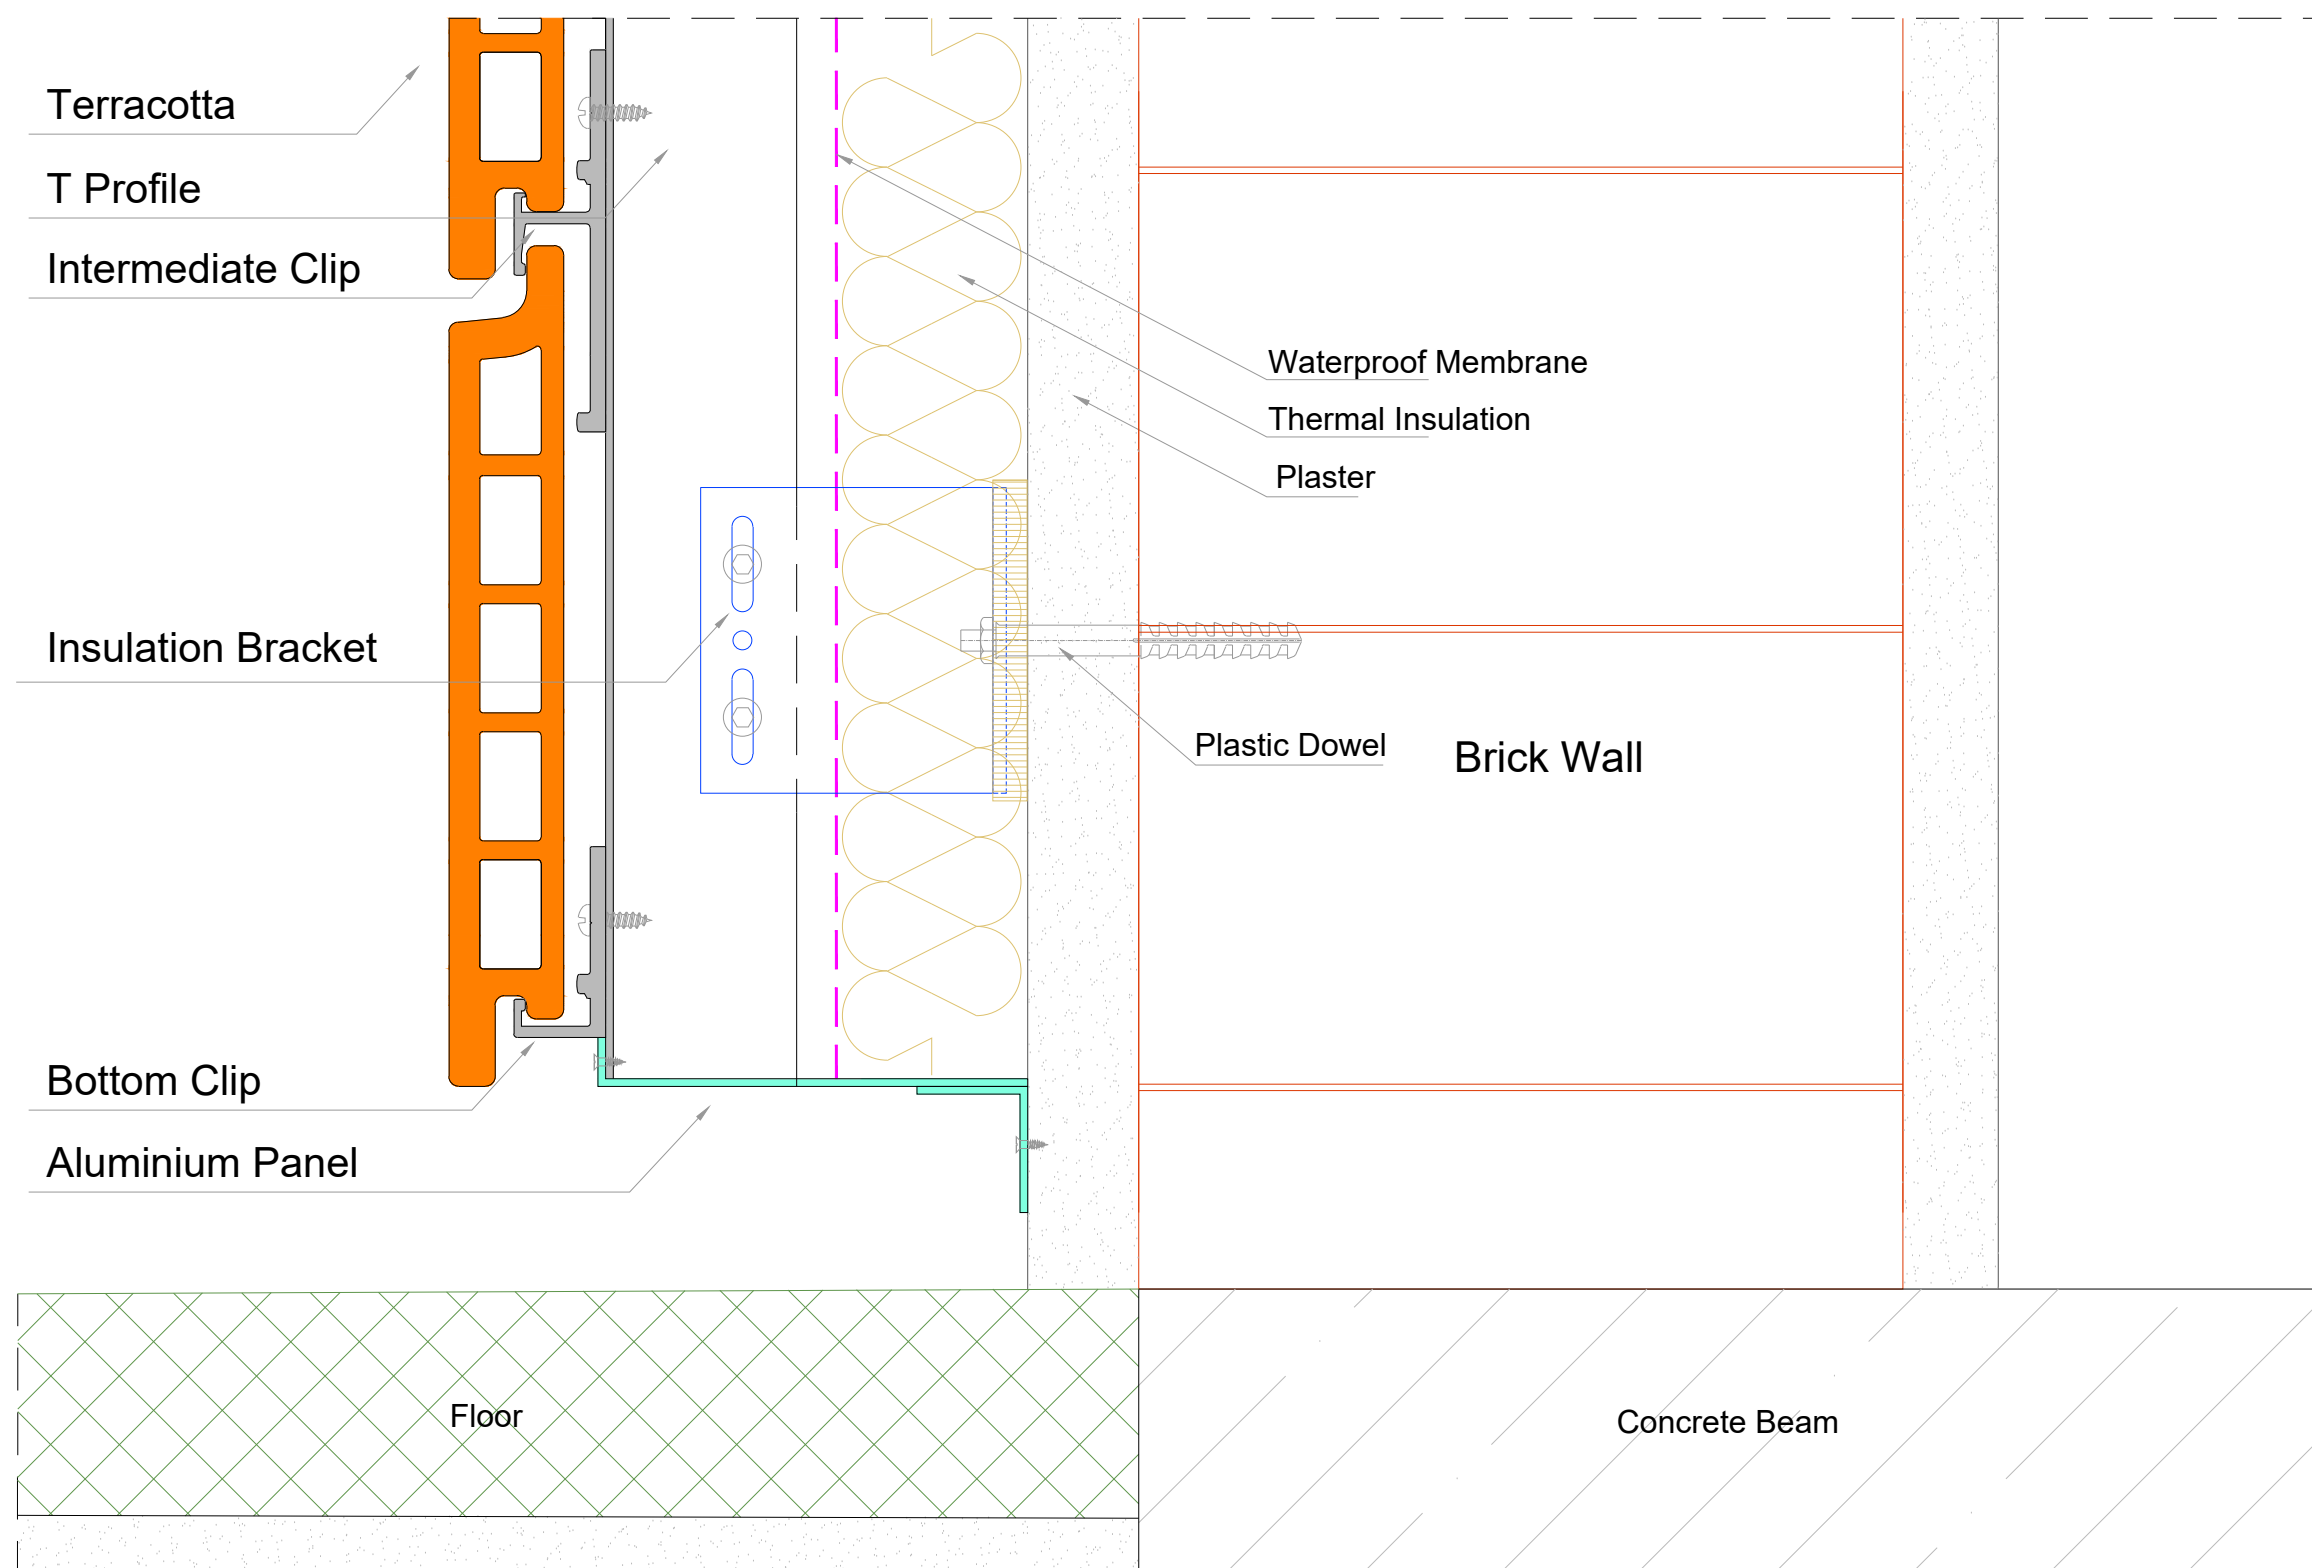 Terracotta
T Profile
Intermediate Clip
Waterproof Membrane
Thermal Insulation
Plaster
Insulation Bracket
Plastic Dowel
Brick Wall
Bottom Clip
Aluminium Panel
Floor
Concrete Beam